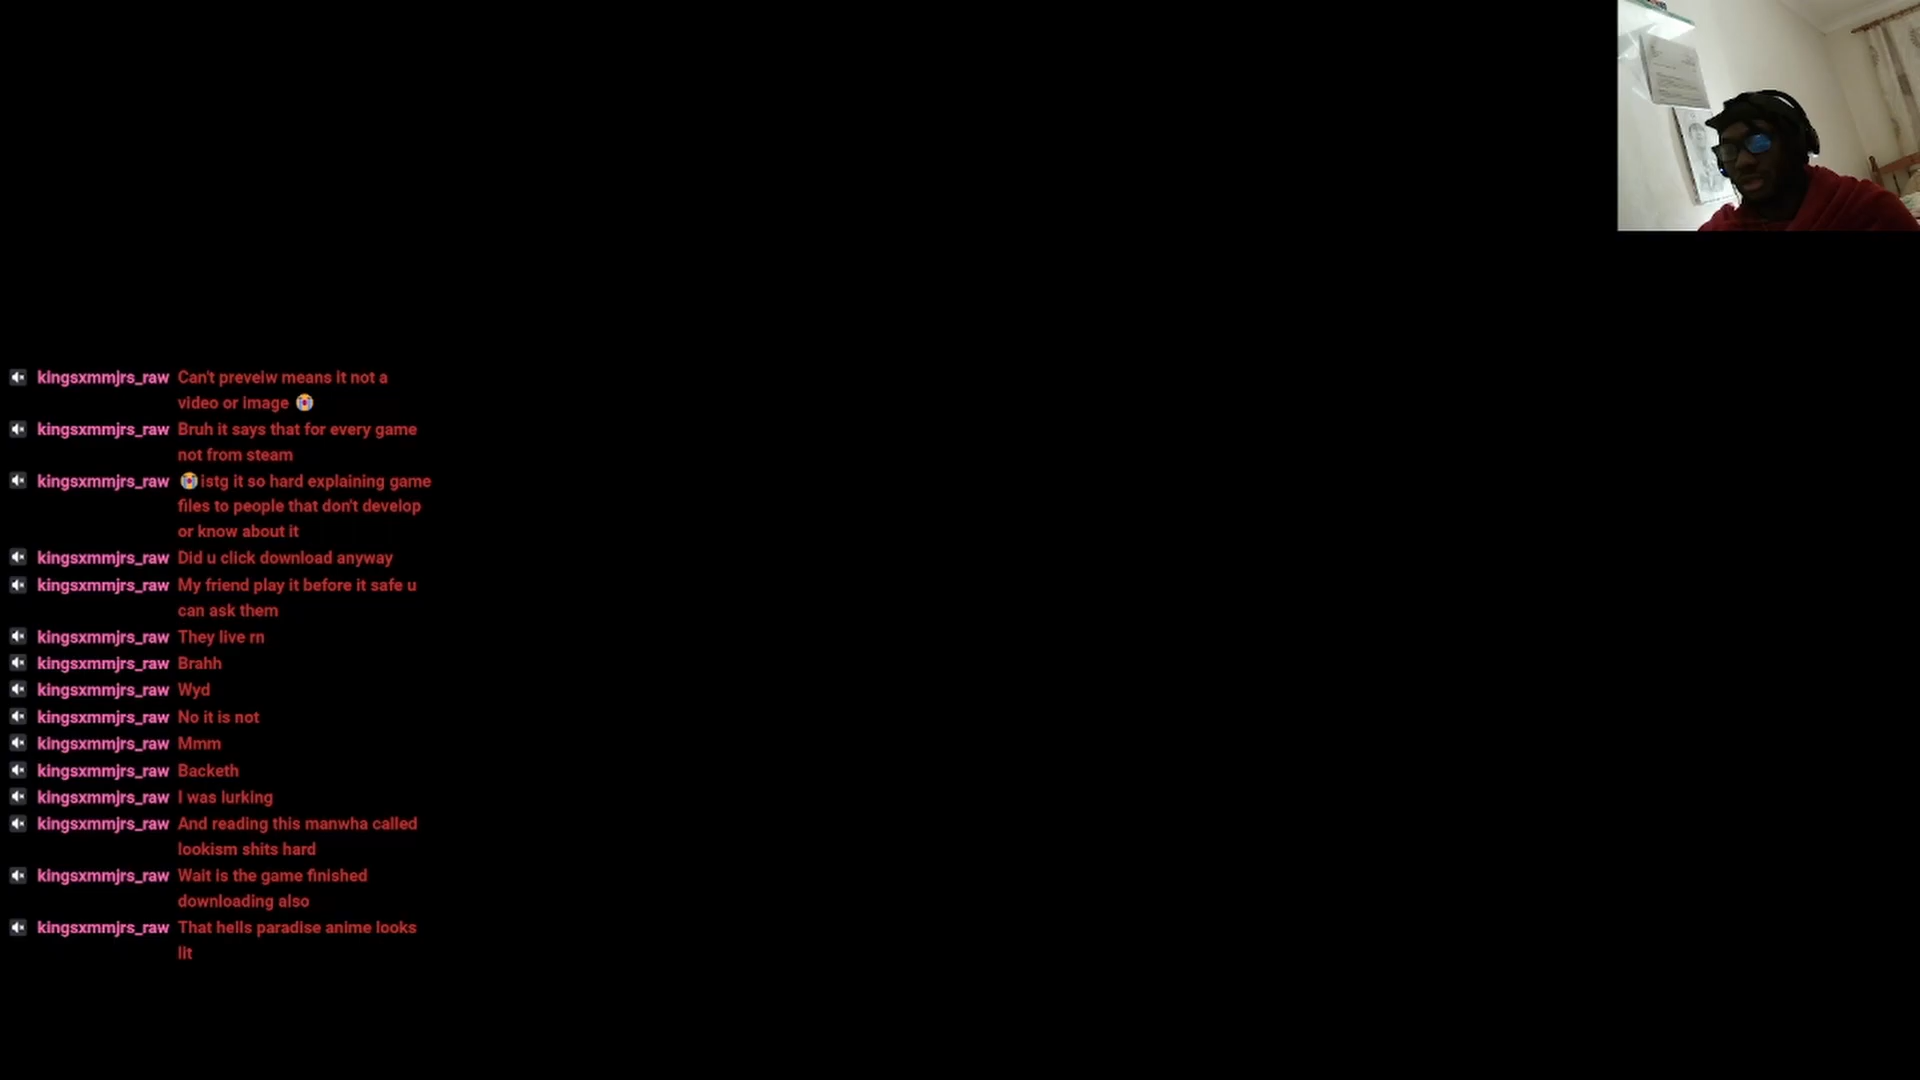 kingsxmmjrs_raw Can't preveiw means it not a
video or image 😭
kingsxmmjrs_raw Bruh it says that for every game
not from steam
kingsxmmjrs_raw 😭istg it so hard explaining game
files to people that don't develop
or know about it
kingsxmmjrs_raw Did u click download anyway
kingsxmmjrs_raw My friend play it before it safe u
can ask them
kingsxmmjrs_raw They live rn
kingsxmmjrs_raw Brahh
kingsxmmjrs_raw Wyd
kingsxmmjrs_raw No it is not
kingsxmmjrs_raw Mmm
kingsxmmjrs_raw Backeth
kingsxmmjrs_raw I was lurking
kingsxmmjrs_raw And reading this manwha called
lookism shits hard
kingsxmmjrs_raw Wait is the game finished
downloading also
kingsxmmjrs_raw That hells paradise anime looks
lit